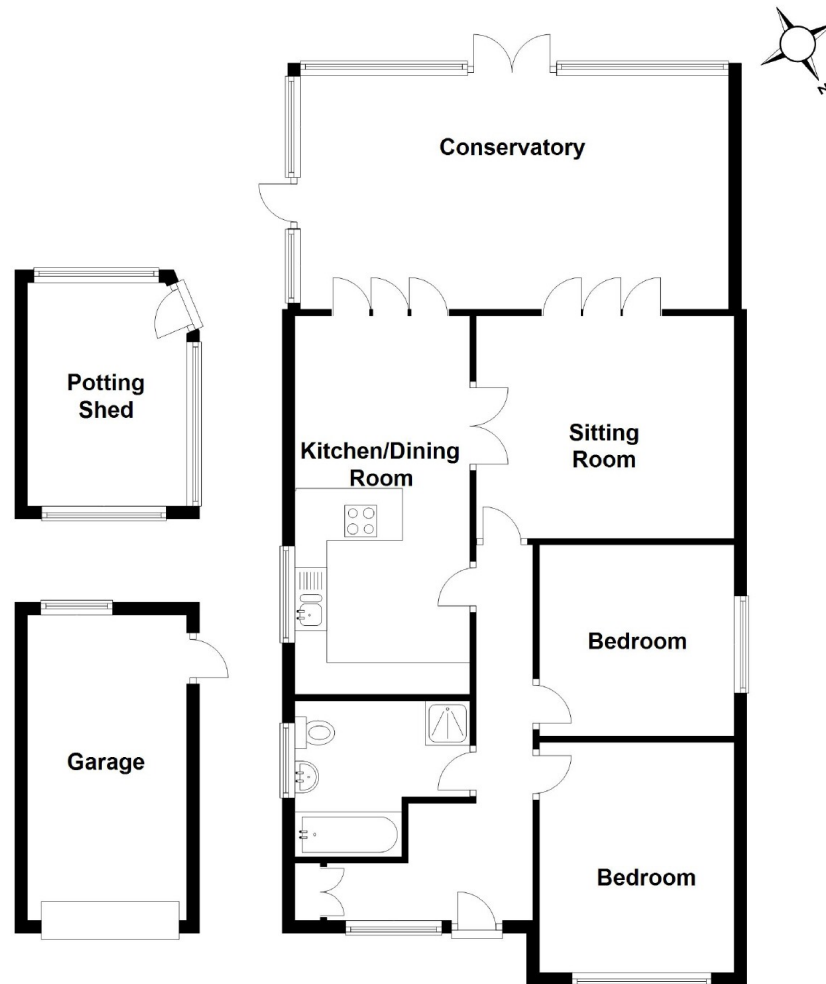 N
Conservatory
Potting
Shed
Kitchen/Dining
Room
Sitting
Room
Bedroom
Garage
Bedroom